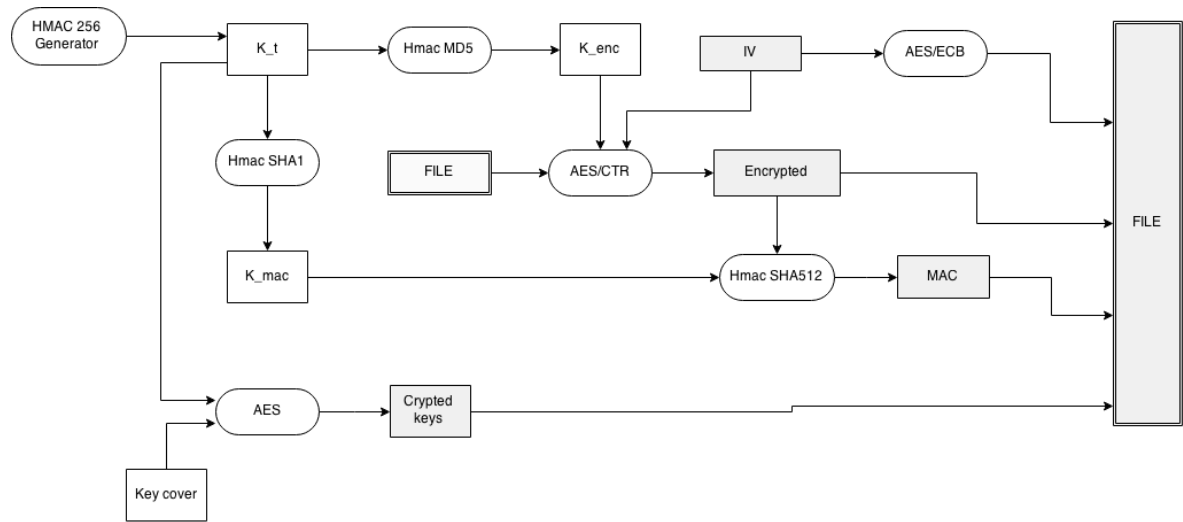 HMAC 256
Generator
K_t
Hmac MD5
K_enc
IV
AES/ECB
Hmac SHA1
FILE
AES/CTR
Encrypted
FILE
K_mac
Hmac SHA512
MAC
AES
Crypted
keys
Key cover